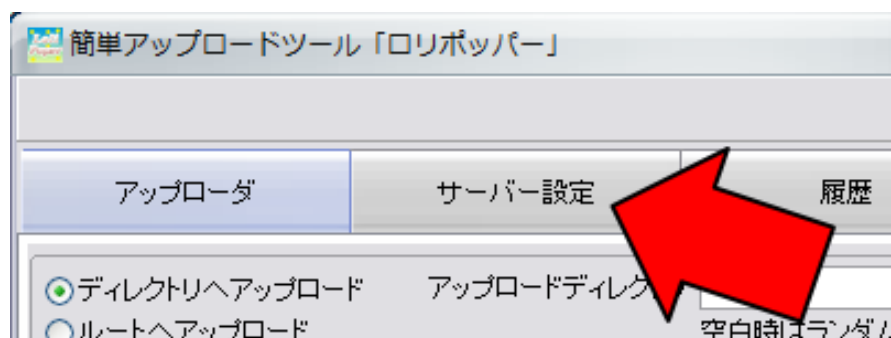 簡単アップロードツール「ロリポッパー」
アップローダ サーバー設定 履歴
ディレクトリへアップロード アップロードディレク
ルートへアップロード 空白時はランダム